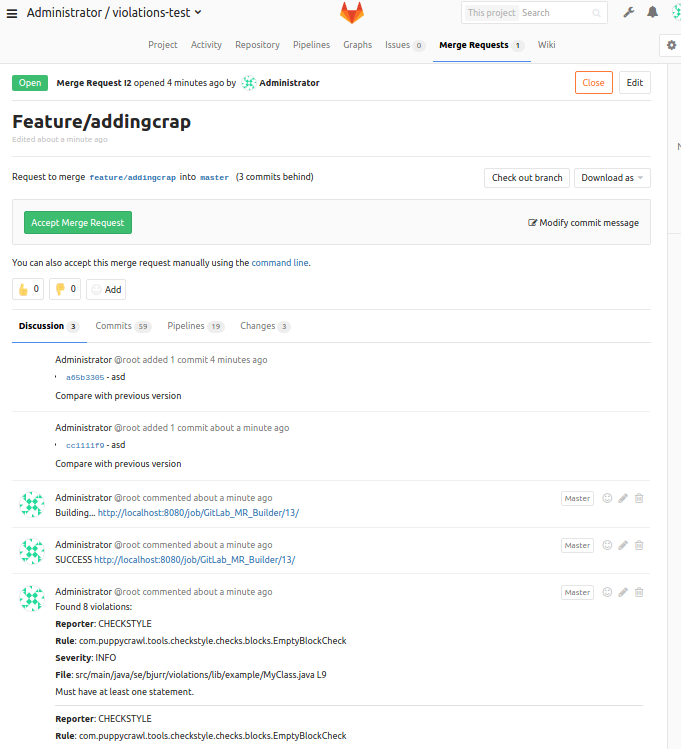 Administrator / violations-test
This project Search
Project Activity Repository Pipelines Graphs Issues 0 Merge Requests 1 Wiki
Open Merge Request !2 opened 4 minutes ago by Administrator Close Edit
Feature/addingcrap
Edited about a minute ago
Request to merge feature/addingcrap into master (3 commits behind) Check out branch Download as
Accept Merge Request Modify commit message
You can also accept this merge request manually using the command line.
0 0 Add
Discussion 3 Commits 59 Pipelines 19 Changes 3
Administrator @root added 1 commit 4 minutes ago
• a65b3305 - asd
Compare with previous version
Administrator @root added 1 commit about a minute ago
• cc1111f9 - asd
Compare with previous version
Administrator @root commented about a minute ago Master
Building... http://localhost:8080/job/GitLab_MR_Builder/13/
Administrator @root commented about a minute ago Master
SUCCESS http://localhost:8080/job/GitLab_MR_Builder/13/
Administrator @root commented about a minute ago Master
Found 8 violations:
Reporter: CHECKSTYLE
Rule: com.puppycrawl.tools.checkstyle.checks.blocks.EmptyBlockCheck
Severity: INFO
File: src/main/java/se/bjurr/violations/lib/example/MyClass.java L9
Must have at least one statement.
Reporter: CHECKSTYLE
Rule: com.puppycrawl.tools.checkstyle.checks.blocks.EmptyBlockCheck